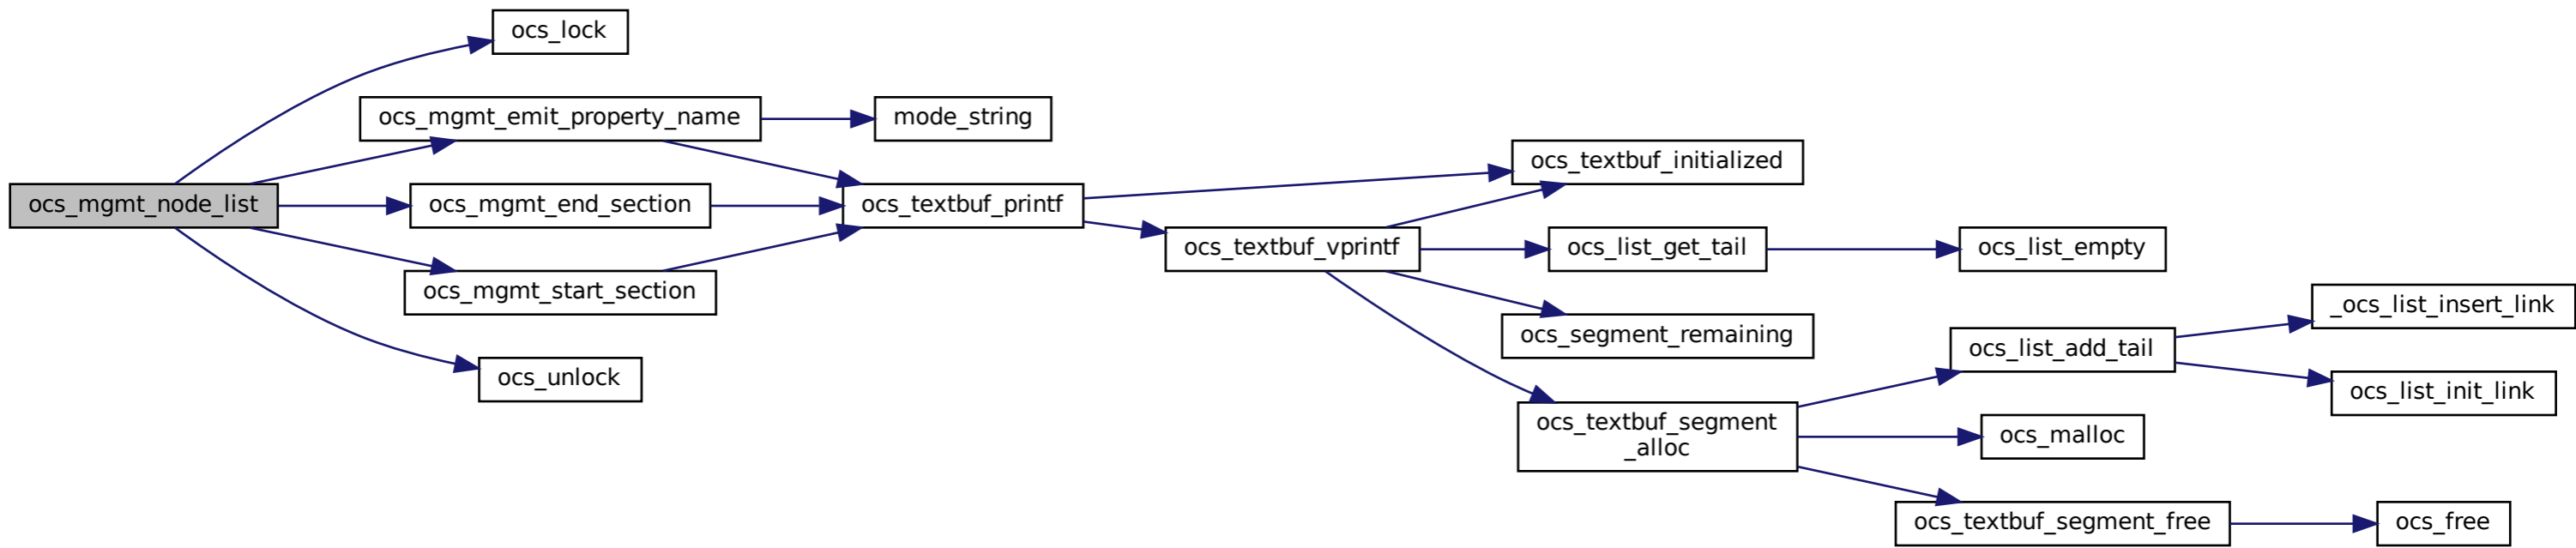 ocs_lock
ocs_mgmt_emit_property_name
mode_string
ocs_textbuf_initialized
ocs_mgmt_node_list
ocs_mgmt_end_section
ocs_textbuf_printf
ocs_textbuf_vprintf
ocs_list_get_tail
ocs_list_empty
ocs_mgmt_start_section
_ocs_list_insert_link
ocs_segment_remaining
ocs_list_add_tail
ocs_unlock
ocs_list_init_link
ocs_textbuf_segment
_alloc
ocs_malloc
ocs_textbuf_segment_free
ocs_free